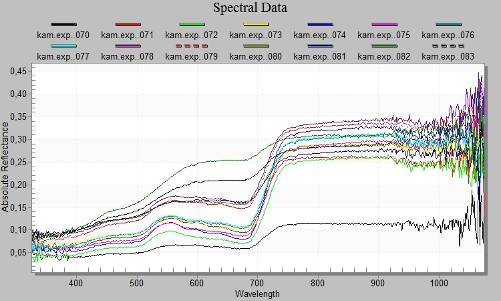 Spectral Data
kam.exp..070 kam.exp..071 kam.exp..072 kam.exp..073 kam.exp..074 kam.exp..075 kam.exp..076
kam.exp..077 kam.exp..078 kam.exp..079 kam.exp..080 kam.exp..081 kam.exp..082 kam.exp..083
Absolute Reflectance
0,45
0,40
0,35
0,30
0,25
0,20
0,15
0,10
0,05
400 500 600 700 800 900 1000
Wavelength